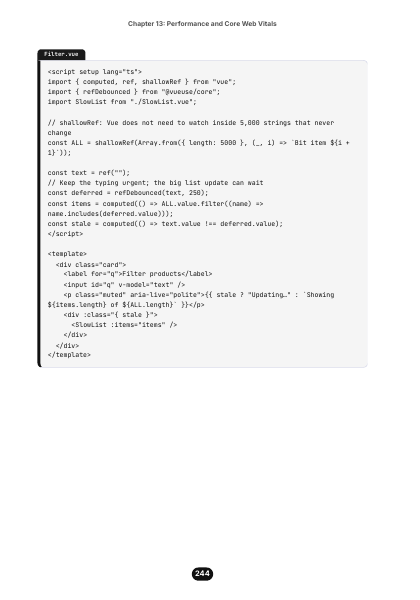 Chapter 13: Performance and Core Web Vitals
Filter.vue
<script setup lang="ts">
import { computed, ref, shallowRef } from "vue";
import { refDebounced } from "@vueuse/core";
import SlowList from "./SlowList.vue";

// shallowRef: Vue does not need to watch inside 5,000 strings that never
change
const ALL = shallowRef(Array.from({ length: 5000 }, (_, i) => `Bit item ${i +
1}`));

const text = ref("");
// Keep the typing urgent; the big list update can wait
const deferred = refDebounced(text, 250);
const items = computed(() => ALL.value.filter((name) =>
name.includes(deferred.value)));
const stale = computed(() => text.value !== deferred.value);
</script>

<template>
  <div class="card">
    <label for="q">Filter products</label>
    <input id="q" v-model="text" />
    <p class="muted" aria-live="polite">{{ stale ? "Updating…" : `Showing
${items.length} of ${ALL.length}` }}</p>
    <div :class="{ stale }">
      <SlowList :items="items" />
    </div>
  </div>
</template>
244